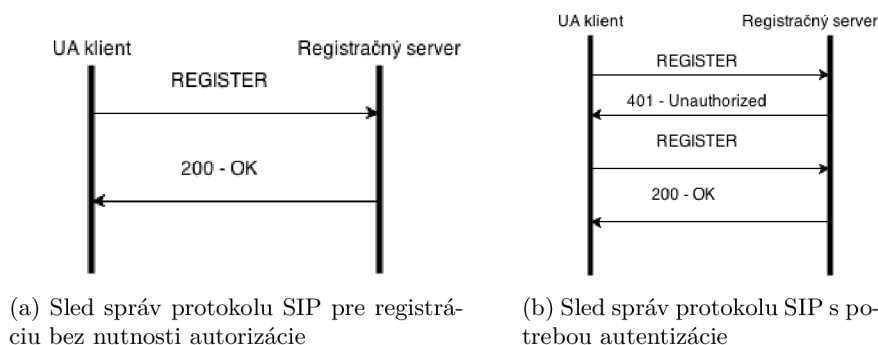 UA klient
Registračný server
REGISTER
200 - OK
(a) Sled správ protokolu SIP pre registrá-
ciu bez nutnosti autorizácie
UA klient
Registračný server
REGISTER
401 - Unauthorized
REGISTER
200 - OK
(b) Sled správ protokolu SIP s po-
trebou autentizácie